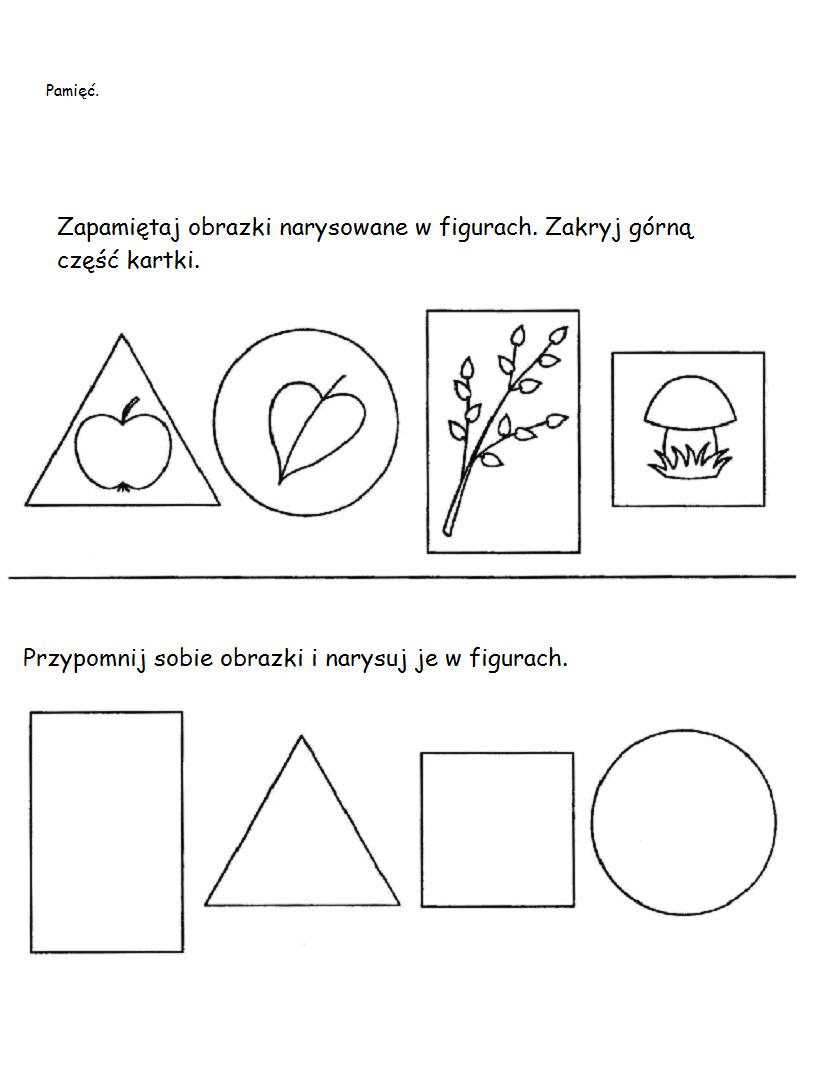 Pamięć.
Zapamiętaj obrazki narysowane w figurach. Zakryj górną
część kartki.
Przypomnij sobie obrazki i narysuj je w figurach.